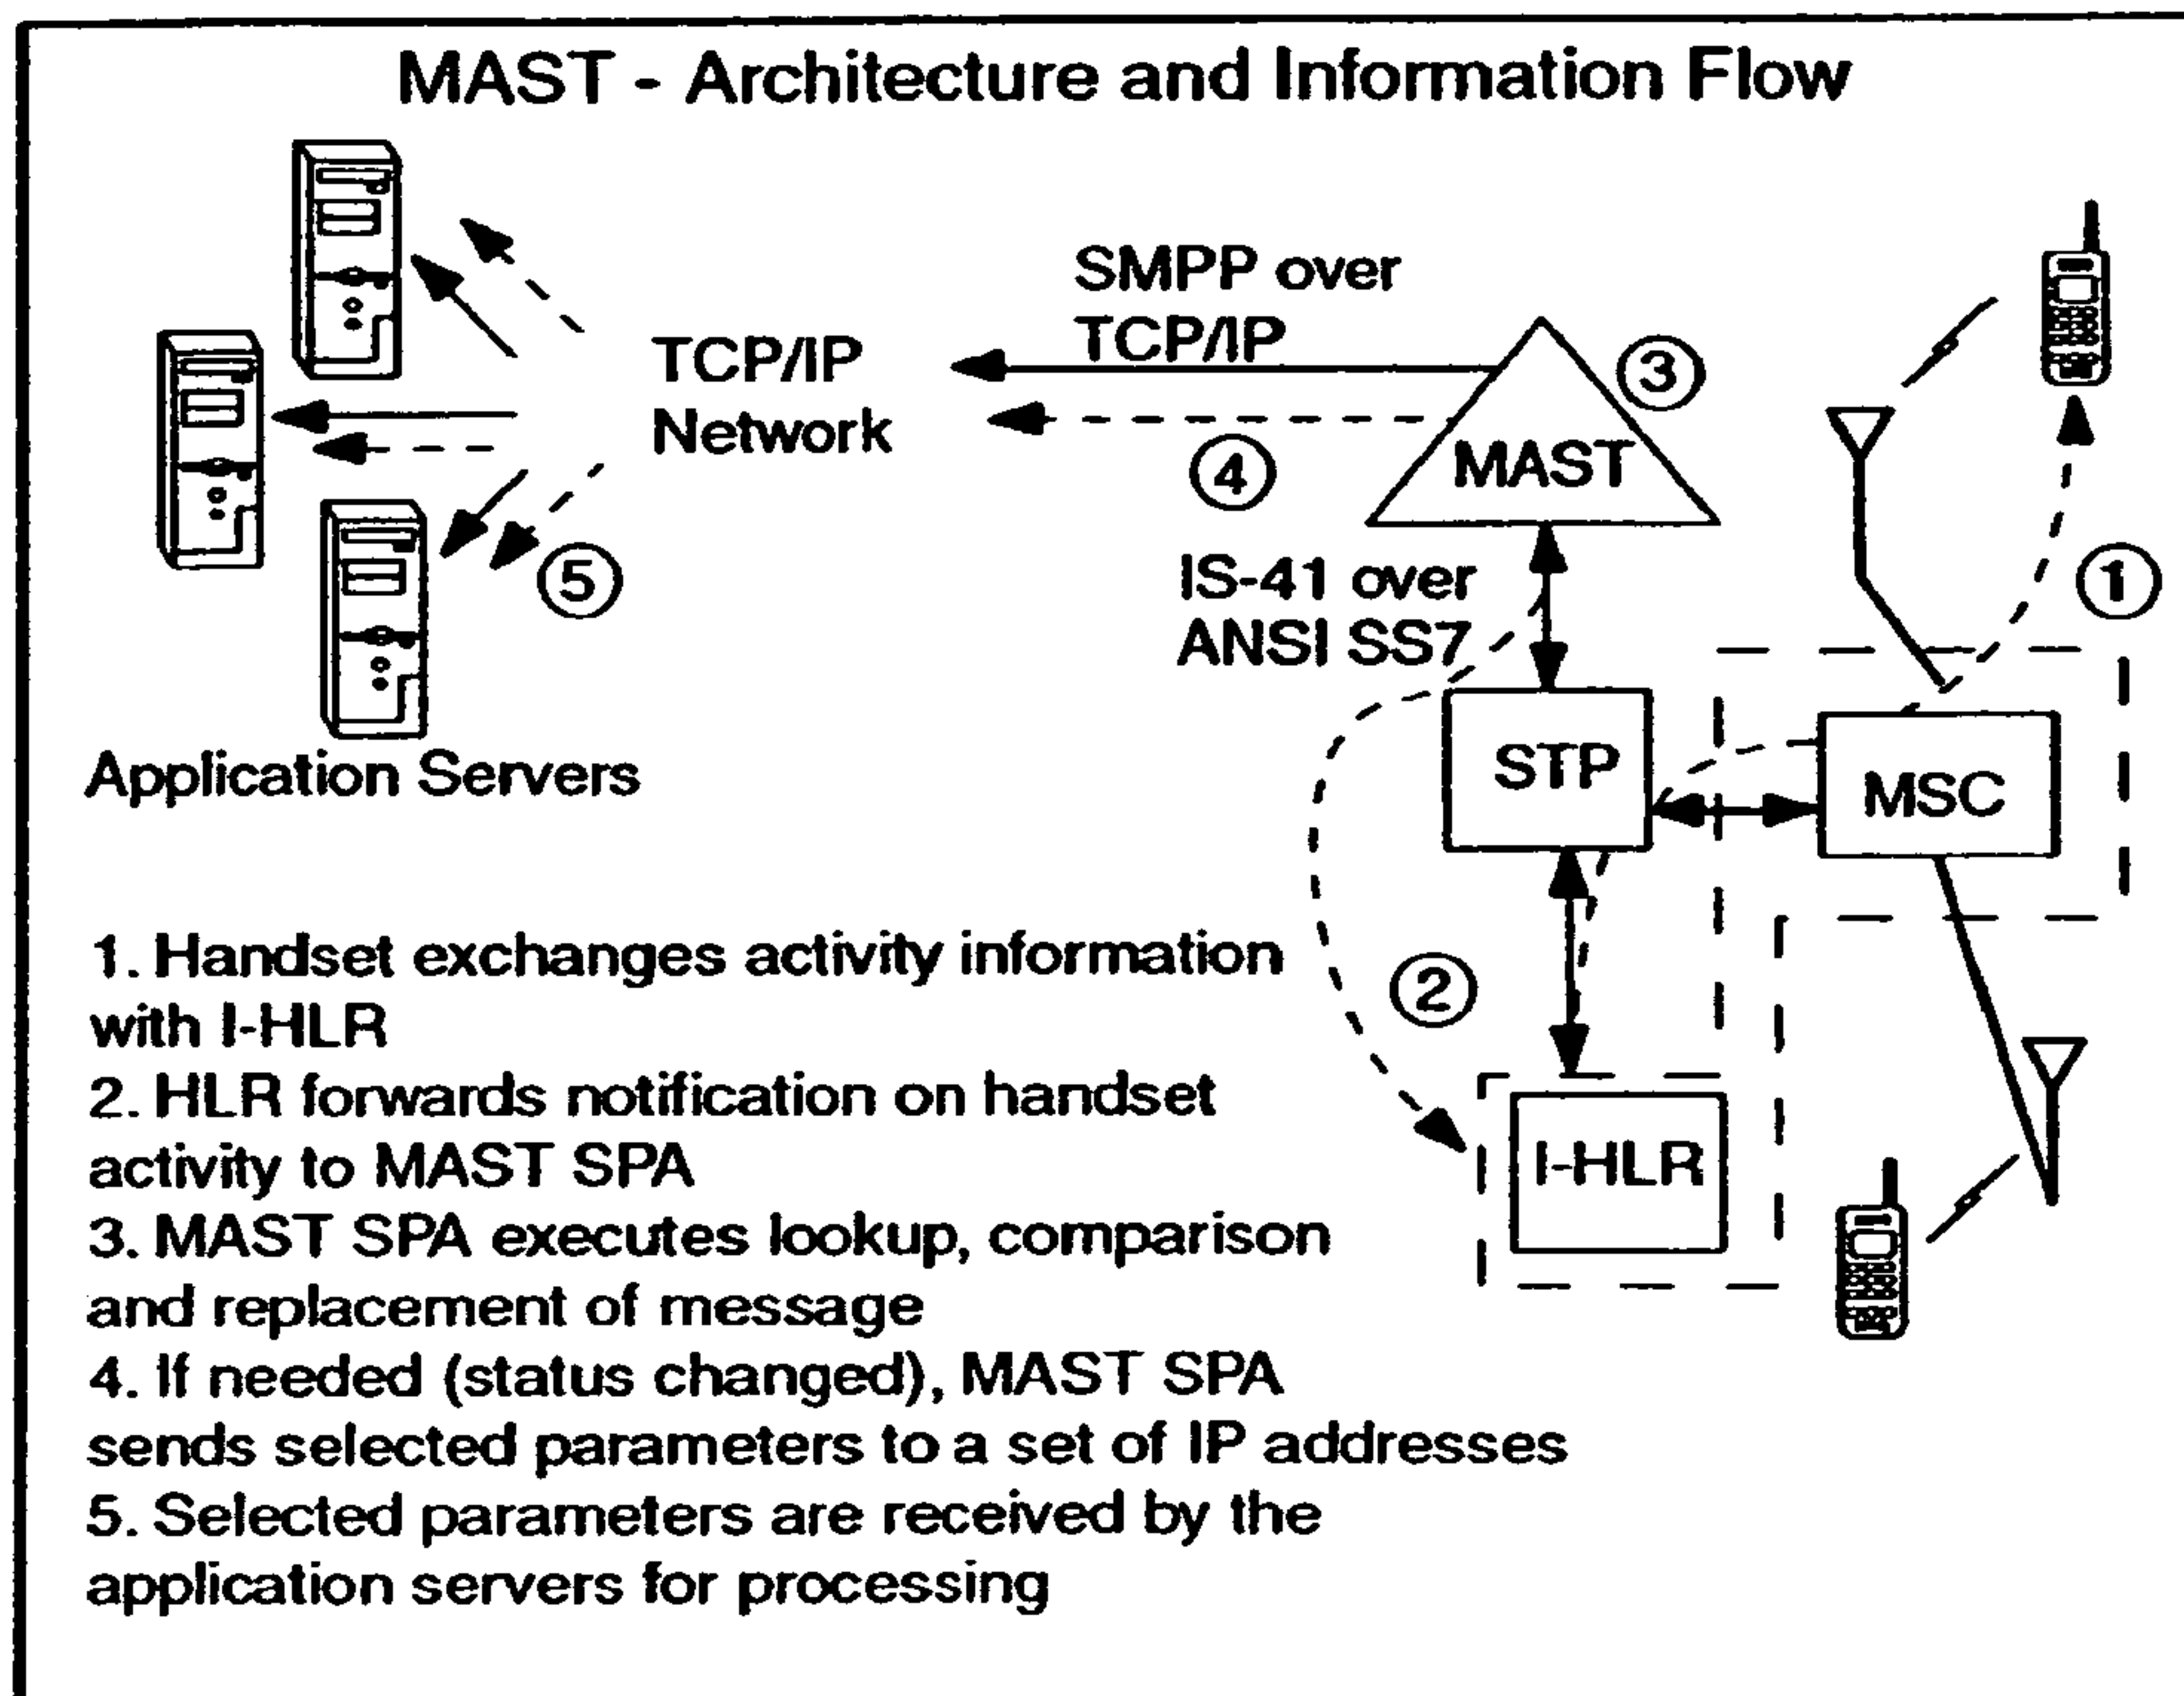 MAST - Architecture and Information Flow
SMPP over
TCP/IP
TCP/IP
Network
3
MAST
4
5
IS-41 over
ANSI SS7
1
STP
MSC
Application Servers
2
I-HLR
1. Handset exchanges activity information
with I-HLR
2. HLR forwards notification on handset
activity to MAST SPA
3. MAST SPA executes lookup, comparison
and replacement of message
4. If needed (status changed), MAST SPA
sends selected parameters to a set of IP addresses
5. Selected parameters are received by the
application servers for processing